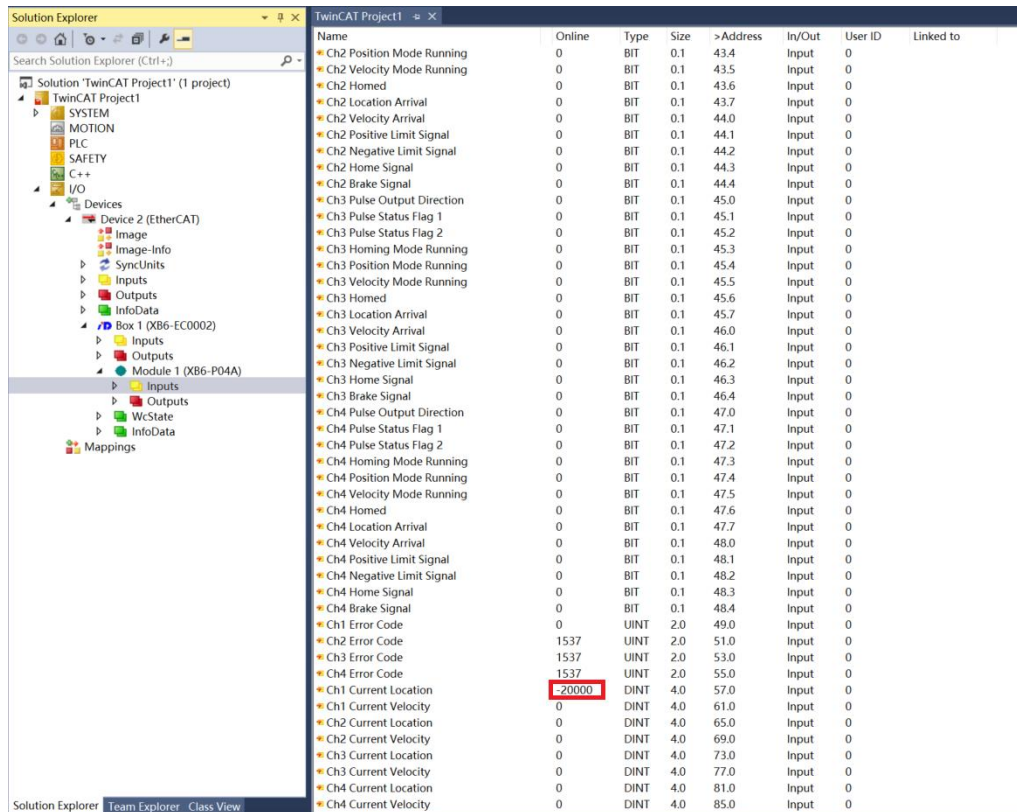 Solution Explorer
Search Solution Explorer (Ctrl+;)
Solution 'TwinCAT Project1' (1 project)
TwinCAT Project1
SYSTEM
MOTION
PLC
SAFETY
C++
I/O
Devices
Device 2 (EtherCAT)
Image
Image-Info
SyncUnits
Inputs
Outputs
InfoData
Box 1 (XB6-EC0002)
Inputs
Outputs
Module 1 (XB6-P04A)
Inputs
Outputs
WcState
InfoData
Mappings
Solution Explorer Team Explorer Class View
TwinCAT Project1
Name Online Type Size >Address In/Out User ID Linked to
Ch2 Position Mode Running 0 BIT 0.1 43.4 Input 0
Ch2 Velocity Mode Running 0 BIT 0.1 43.5 Input 0
Ch2 Homed 0 BIT 0.1 43.6 Input 0
Ch2 Location Arrival 0 BIT 0.1 43.7 Input 0
Ch2 Velocity Arrival 0 BIT 0.1 44.0 Input 0
Ch2 Positive Limit Signal 0 BIT 0.1 44.1 Input 0
Ch2 Negative Limit Signal 0 BIT 0.1 44.2 Input 0
Ch2 Home Signal 0 BIT 0.1 44.3 Input 0
Ch2 Brake Signal 0 BIT 0.1 44.4 Input 0
Ch3 Pulse Output Direction 0 BIT 0.1 45.0 Input 0
Ch3 Pulse Status Flag 1 0 BIT 0.1 45.1 Input 0
Ch3 Pulse Status Flag 2 0 BIT 0.1 45.2 Input 0
Ch3 Homing Mode Running 0 BIT 0.1 45.3 Input 0
Ch3 Position Mode Running 0 BIT 0.1 45.4 Input 0
Ch3 Velocity Mode Running 0 BIT 0.1 45.5 Input 0
Ch3 Homed 0 BIT 0.1 45.6 Input 0
Ch3 Location Arrival 0 BIT 0.1 45.7 Input 0
Ch3 Velocity Arrival 0 BIT 0.1 46.0 Input 0
Ch3 Positive Limit Signal 0 BIT 0.1 46.1 Input 0
Ch3 Negative Limit Signal 0 BIT 0.1 46.2 Input 0
Ch3 Home Signal 0 BIT 0.1 46.3 Input 0
Ch3 Brake Signal 0 BIT 0.1 46.4 Input 0
Ch4 Pulse Output Direction 0 BIT 0.1 47.0 Input 0
Ch4 Pulse Status Flag 1 0 BIT 0.1 47.1 Input 0
Ch4 Pulse Status Flag 2 0 BIT 0.1 47.2 Input 0
Ch4 Homing Mode Running 0 BIT 0.1 47.3 Input 0
Ch4 Position Mode Running 0 BIT 0.1 47.4 Input 0
Ch4 Velocity Mode Running 0 BIT 0.1 47.5 Input 0
Ch4 Homed 0 BIT 0.1 47.6 Input 0
Ch4 Location Arrival 0 BIT 0.1 47.7 Input 0
Ch4 Velocity Arrival 0 BIT 0.1 48.0 Input 0
Ch4 Positive Limit Signal 0 BIT 0.1 48.1 Input 0
Ch4 Negative Limit Signal 0 BIT 0.1 48.2 Input 0
Ch4 Home Signal 0 BIT 0.1 48.3 Input 0
Ch4 Brake Signal 0 BIT 0.1 48.4 Input 0
Ch1 Error Code 0 UINT 2.0 49.0 Input 0
Ch2 Error Code 1537 UINT 2.0 51.0 Input 0
Ch3 Error Code 1537 UINT 2.0 53.0 Input 0
Ch4 Error Code 1537 UINT 2.0 55.0 Input 0
Ch1 Current Location -20000 DINT 4.0 57.0 Input 0
Ch1 Current Velocity 0 DINT 4.0 61.0 Input 0
Ch2 Current Location 0 DINT 4.0 65.0 Input 0
Ch2 Current Velocity 0 DINT 4.0 69.0 Input 0
Ch3 Current Location 0 DINT 4.0 73.0 Input 0
Ch3 Current Velocity 0 DINT 4.0 77.0 Input 0
Ch4 Current Location 0 DINT 4.0 81.0 Input 0
Ch4 Current Velocity 0 DINT 4.0 85.0 Input 0